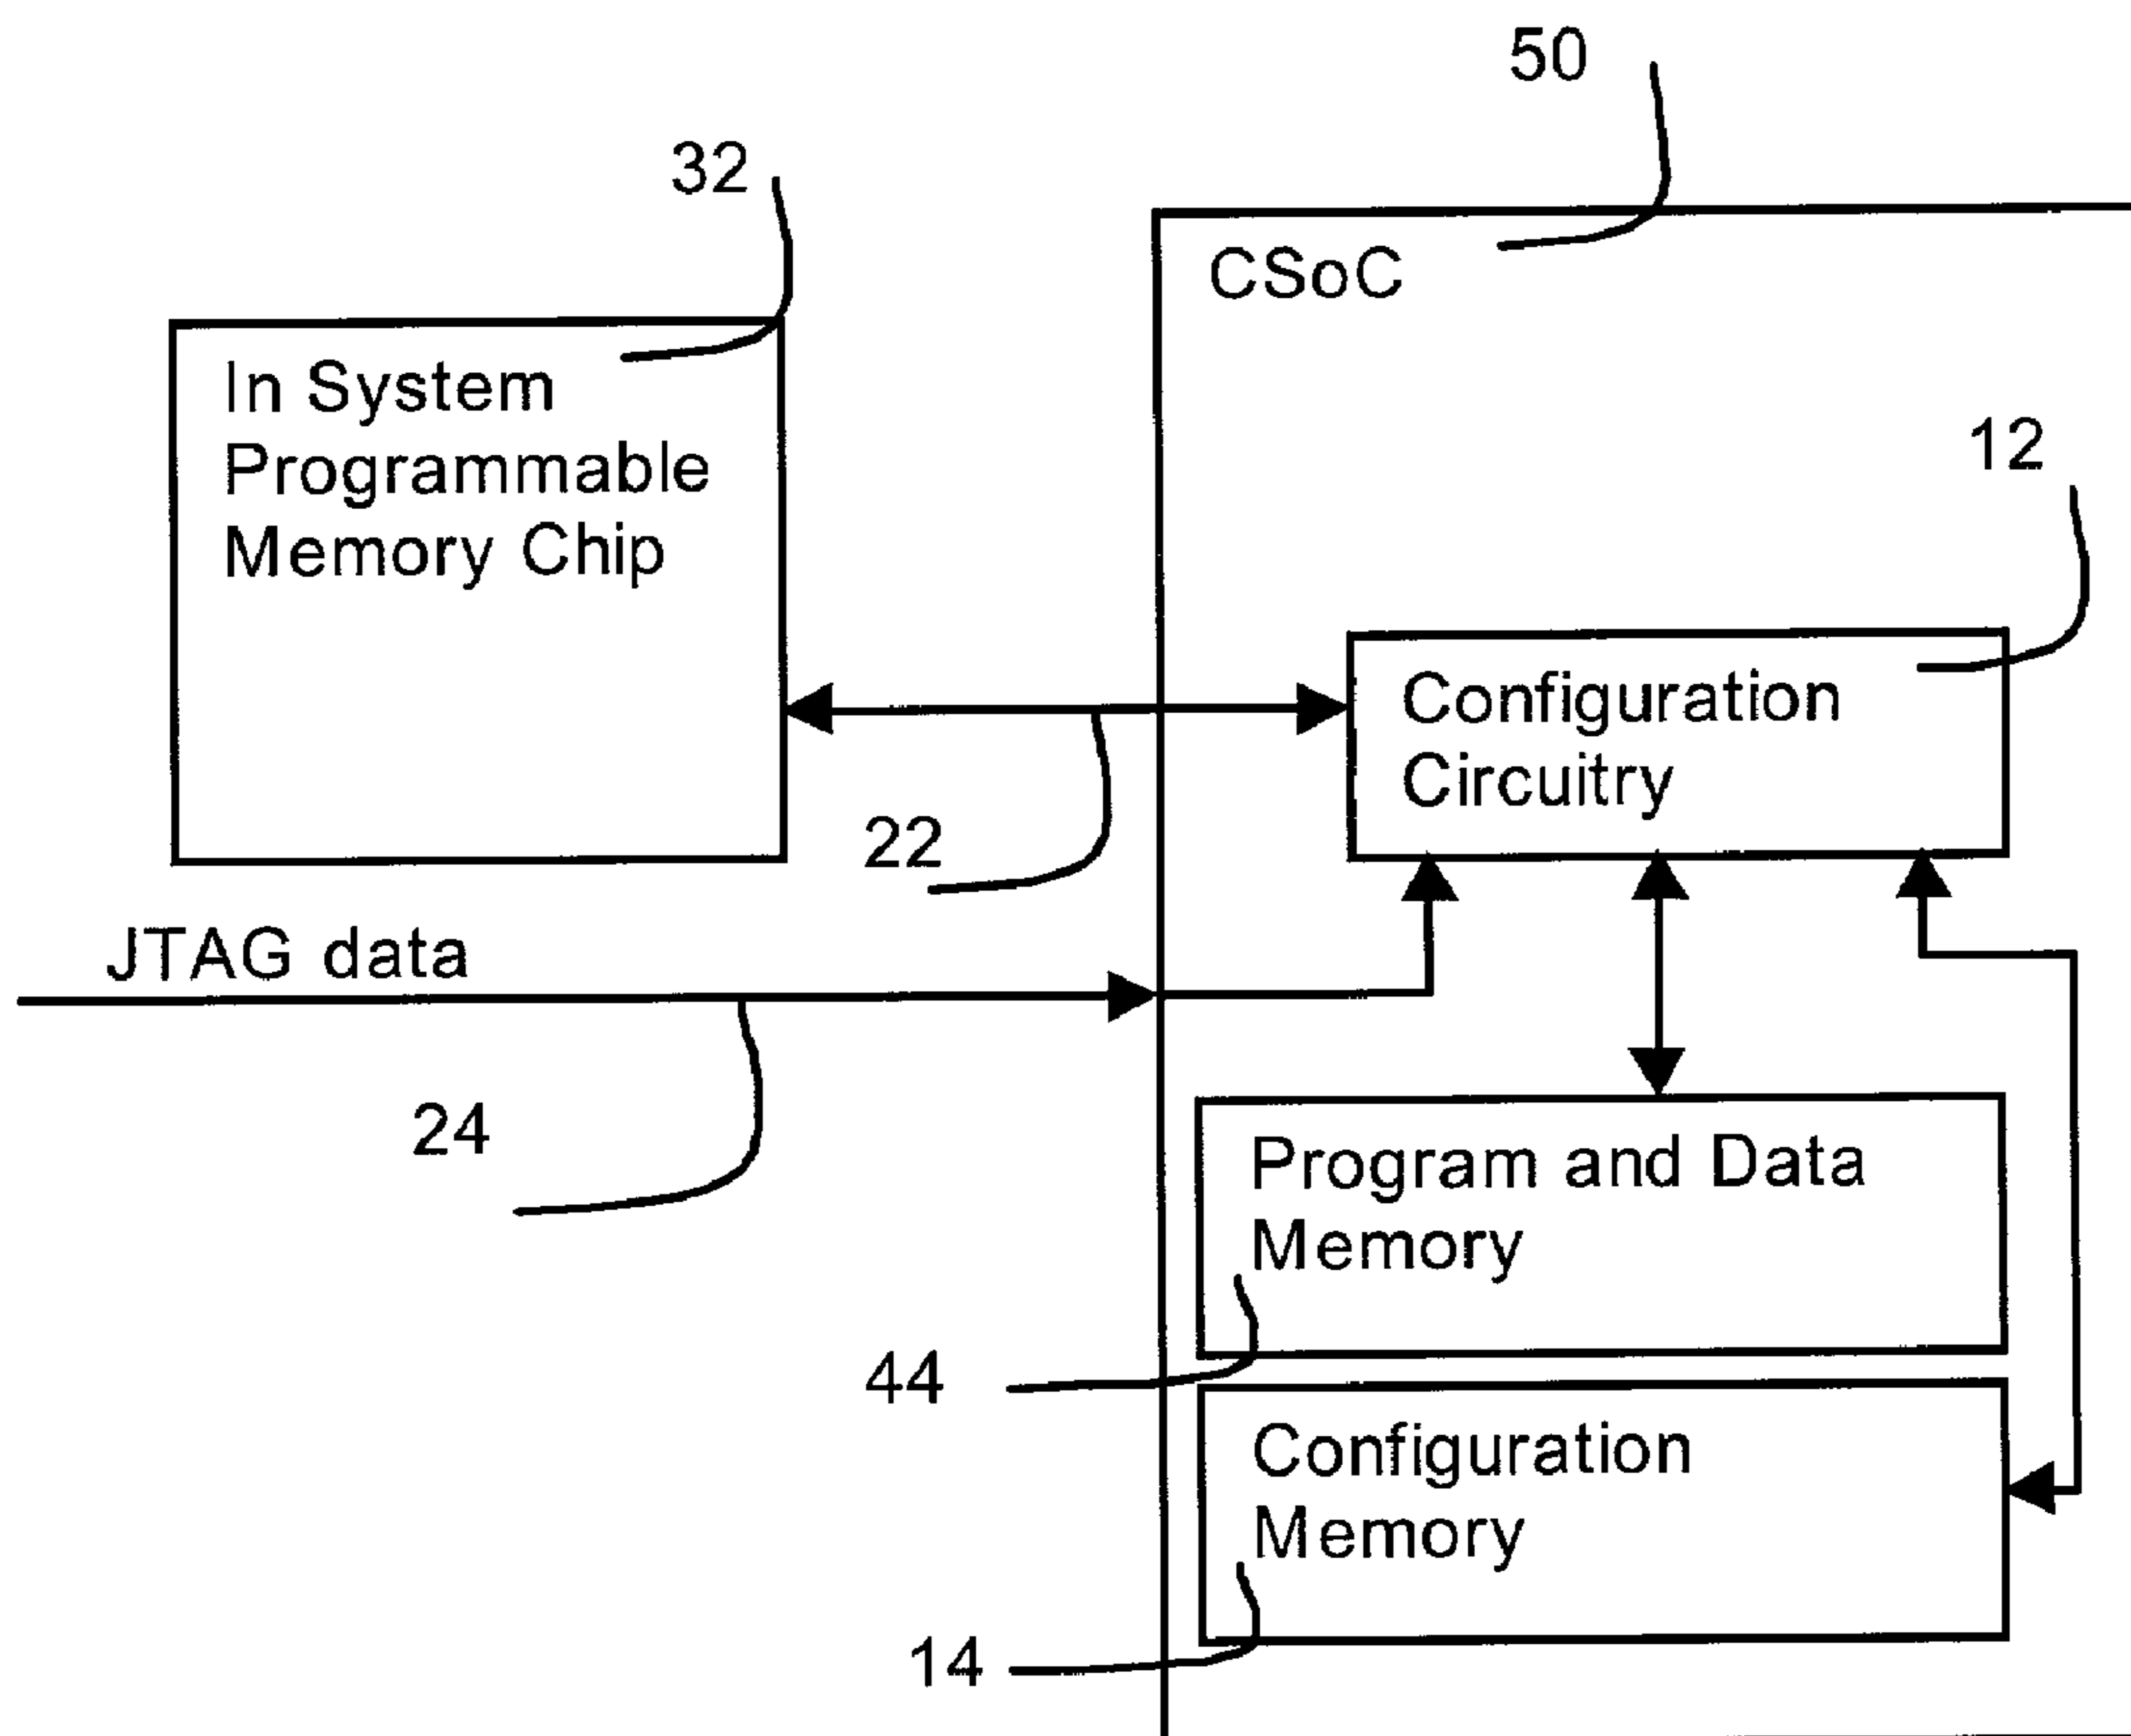 50
32
CSoC
In System
Programmable
Memory Chip
12
Configuration
Circuitry
22
JTAG data
24
Program and Data
Memory
44
Configuration
Memory
14